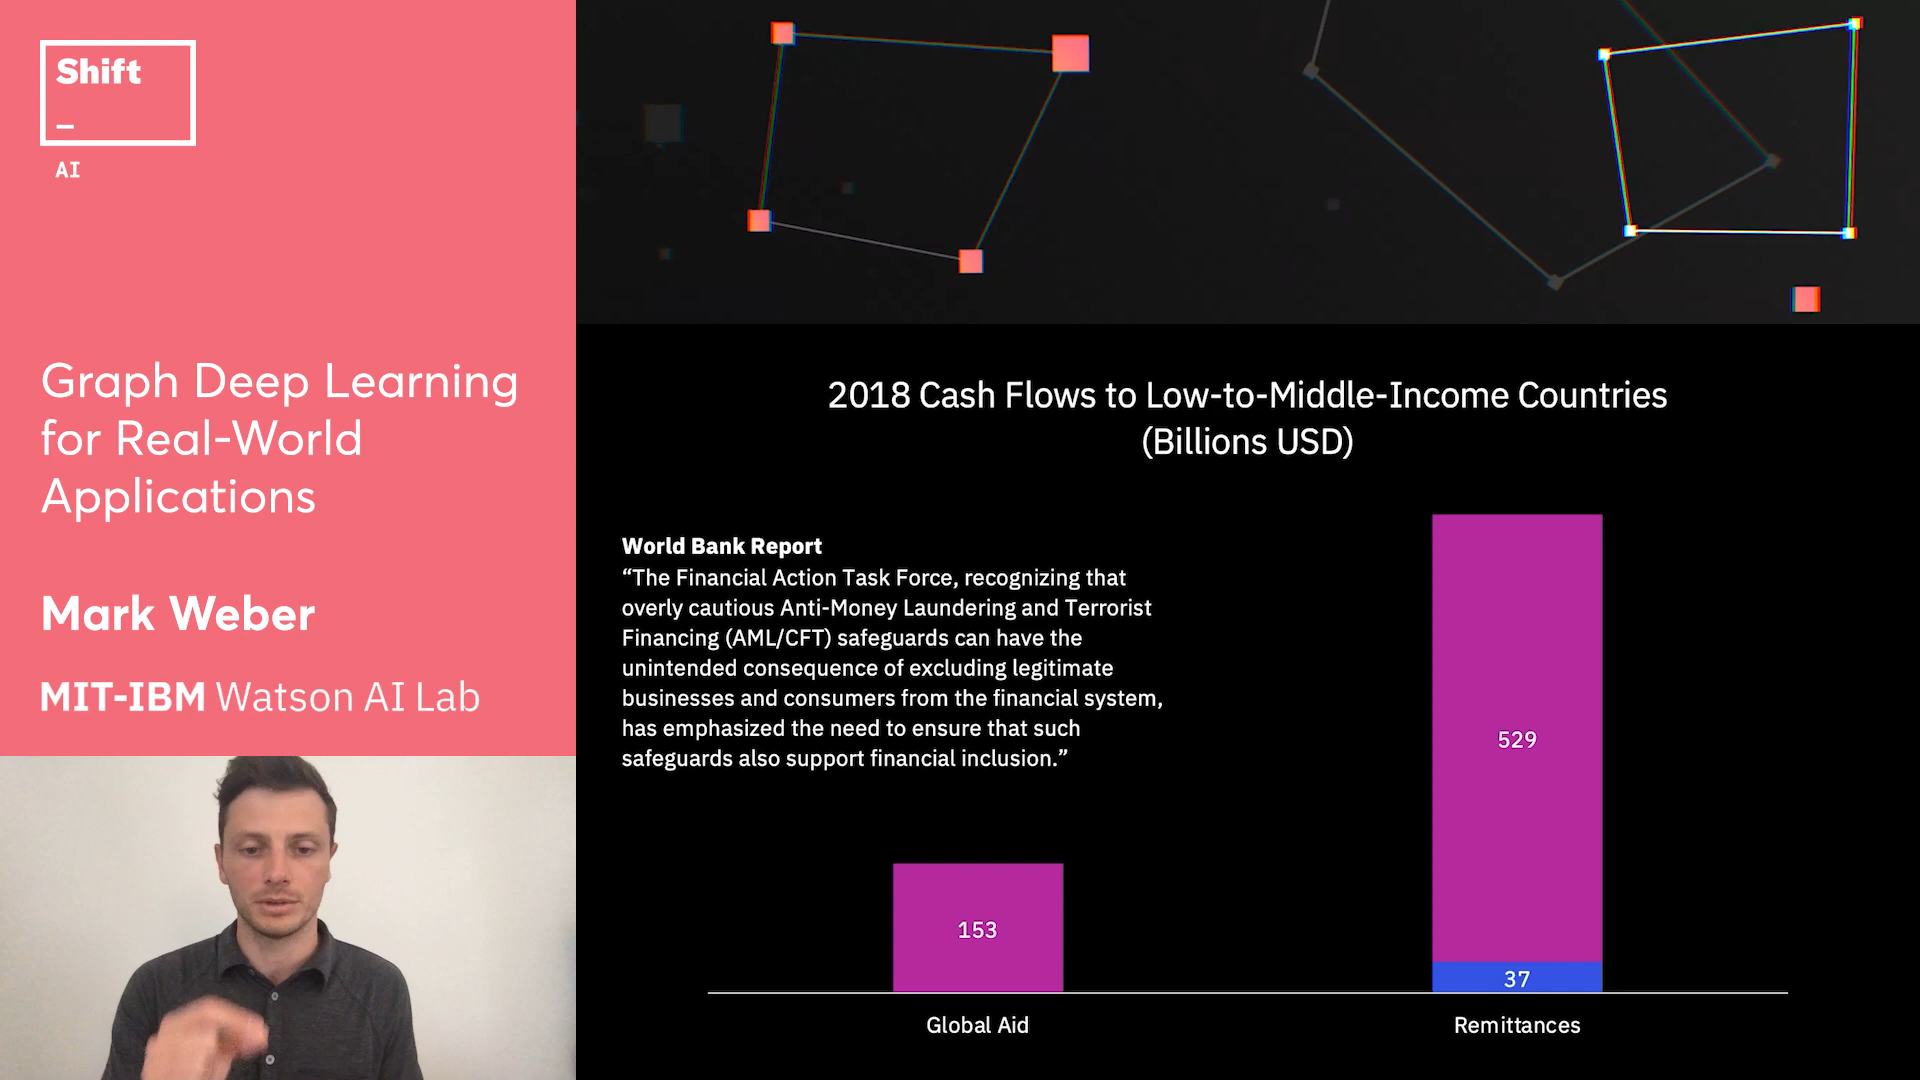 Shift
_
AI
Graph Deep Learning
for Real-World
Applications
Mark Weber
MIT-IBM Watson AI Lab
2018 Cash Flows to Low-to-Middle-Income Countries
(Billions USD)
World Bank Report
“The Financial Action Task Force, recognizing that
overly cautious Anti-Money Laundering and Terrorist
Financing (AML/CFT) safeguards can have the
unintended consequence of excluding legitimate
businesses and consumers from the financial system,
has emphasized the need to ensure that such
safeguards also support financial inclusion.”
529
153
37
Global Aid
Remittances